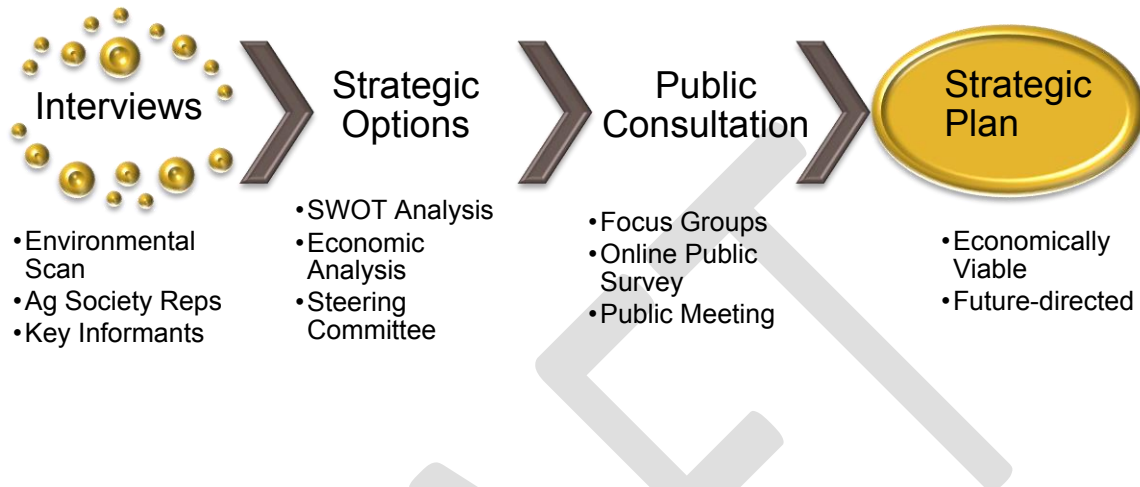 Interviews
•Environmental
Scan
•Ag Society Reps
•Key Informants
Strategic
Options
•SWOT Analysis
•Economic
Analysis
•Steering
Committee
Public
Consultation
•Focus Groups
•Online Public
Survey
•Public Meeting
Strategic
Plan
•Economically
Viable
•Future-directed